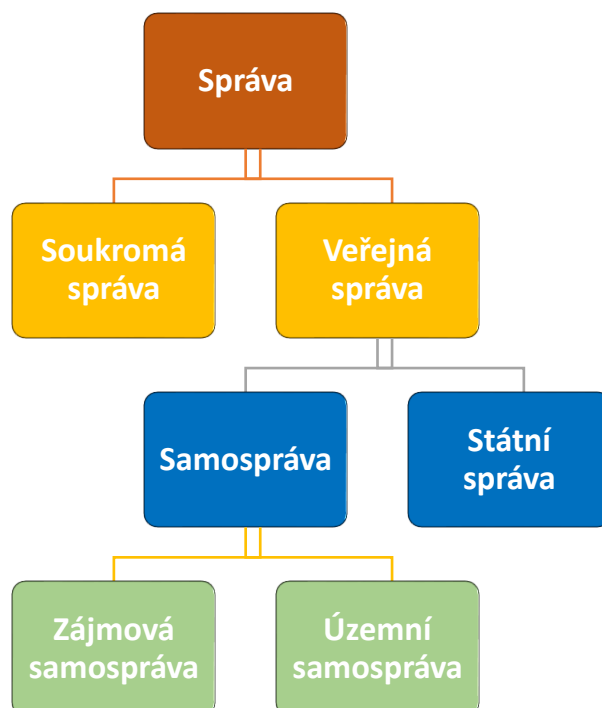 Správa
Soukromá
správa
Veřejná
správa
Samospráva
Státní
správa
Zájmová
samospráva
Územní
samospráva